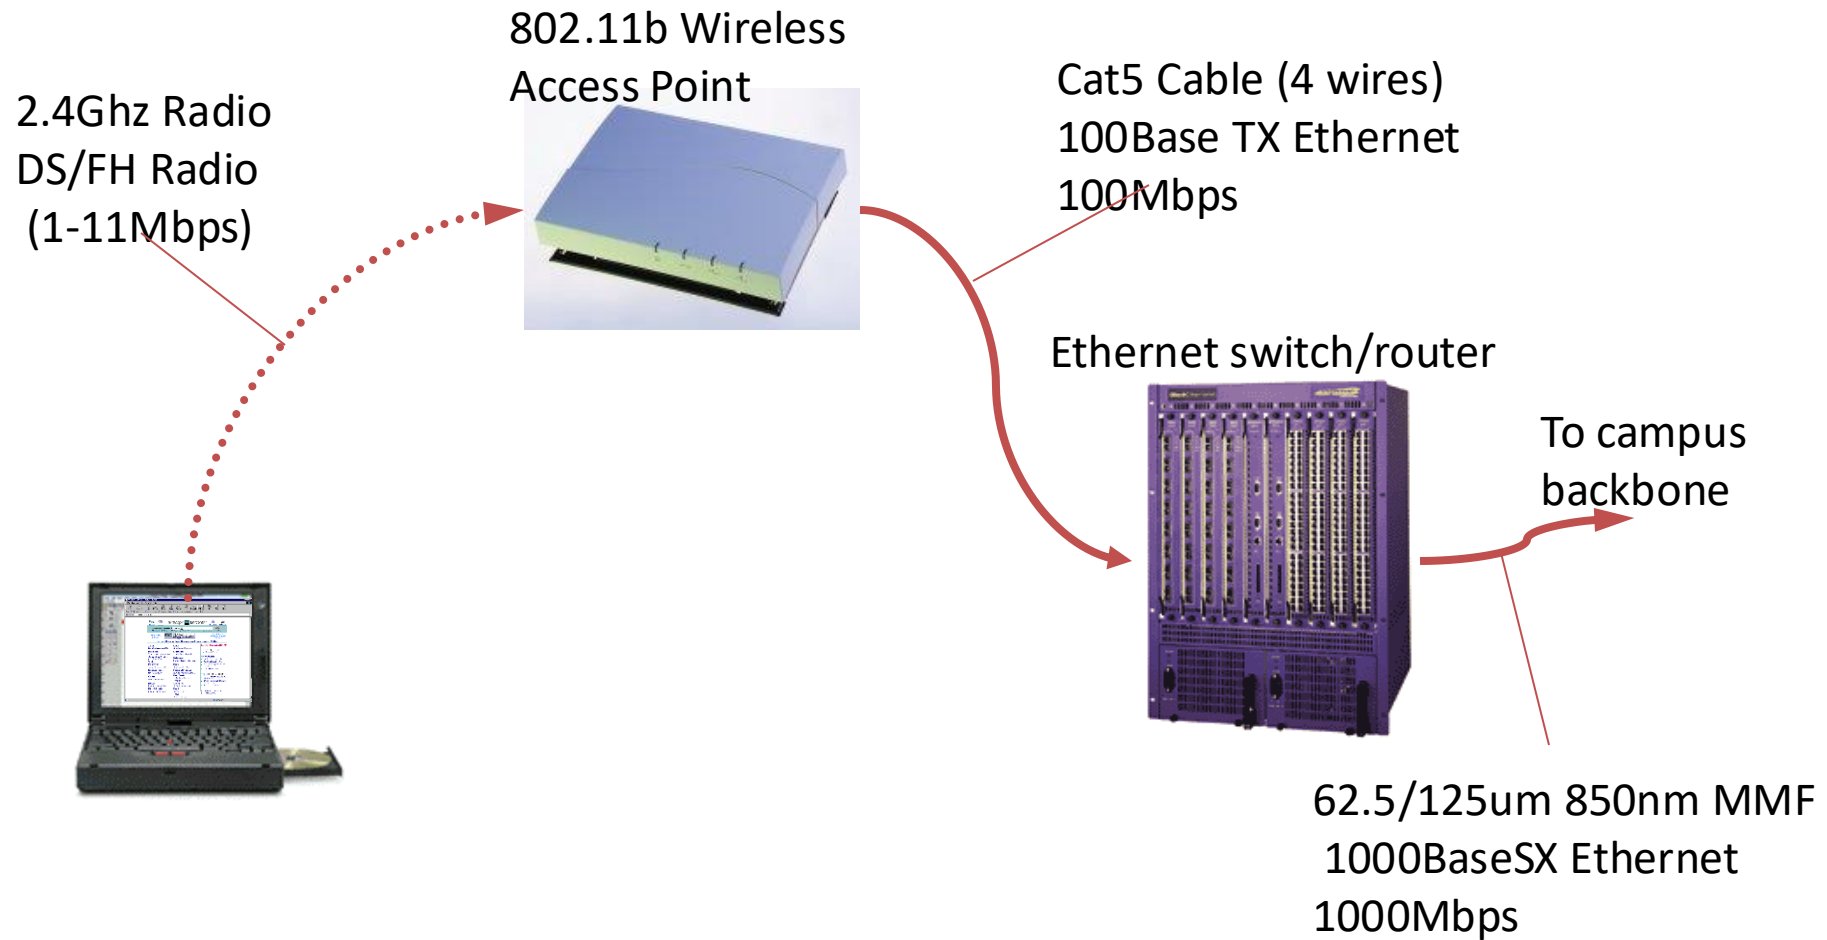 802.11b Wireless
Access Point
2.4Ghz Radio
DS/FH Radio
(1-11Mbps)
Cat5 Cable (4 wires)
100Base TX Ethernet
100Mbps
Ethernet switch/router
To campus
backbone
62.5/125um 850nm MMF
1000BaseSX Ethernet
1000Mbps